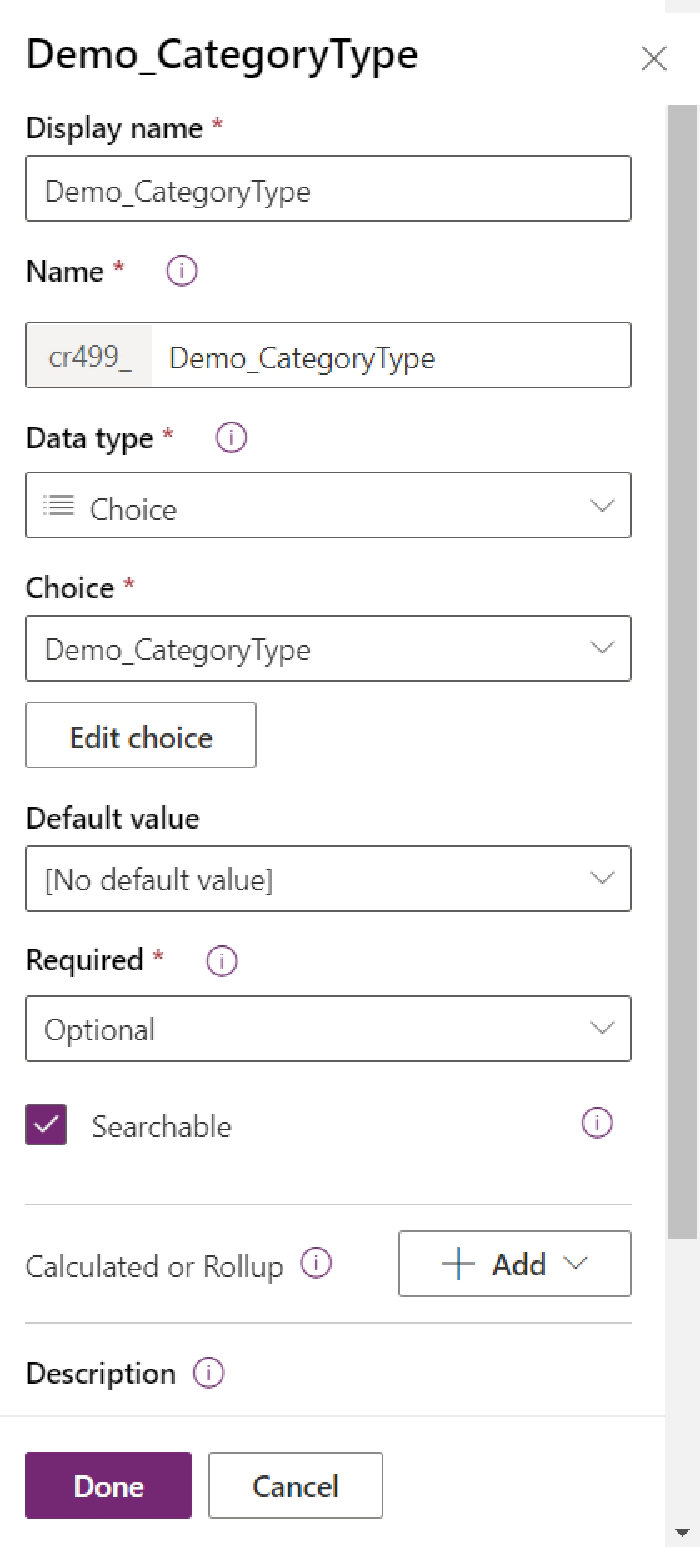 Demo_CategoryType
Display name *
Demo_CategoryType
Name *
cr499_ Demo_CategoryType
Data type *
Choice
Choice *
Demo_CategoryType
Edit choice
Default value
[No default value]
Required *
Optional
Searchable
Calculated or Rollup Add
Description
Done Cancel